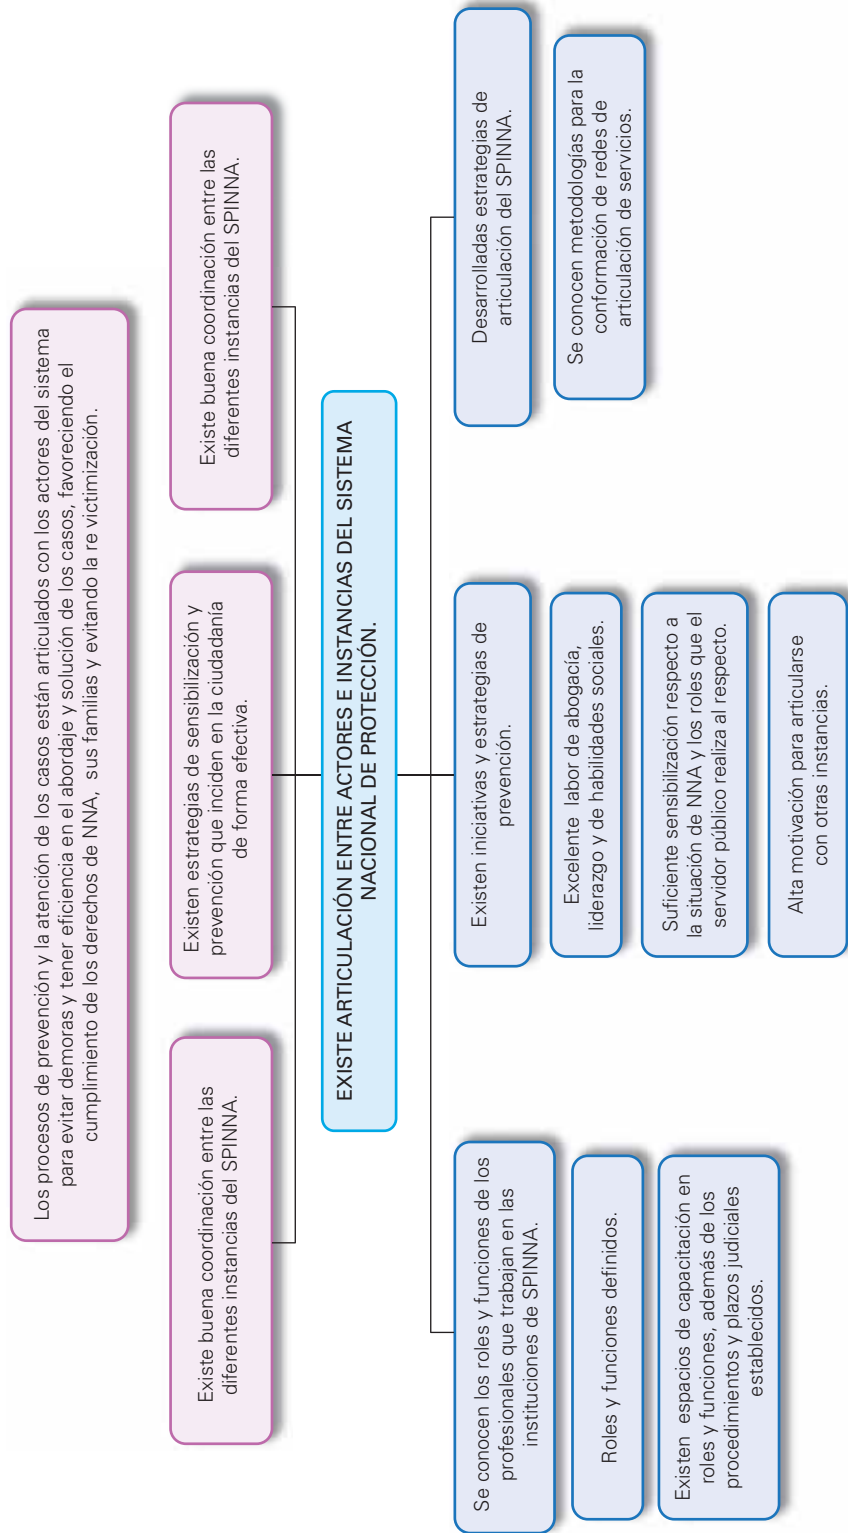 Los procesos de prevención y la atención de los casos están articulados con los actores del sistema
para evitar demoras y tener eficiencia en el abordaje y solución de los casos, favoreciendo el
cumplimiento de los derechos de NNA, sus familias y evitando la re victimización.
Existe buena coordinación entre las
diferentes instancias del SPINNA.
Existen estrategias de sensibilización y
prevención que inciden en la ciudadanía
de forma efectiva.
Existe buena coordinación entre las
diferentes instancias del SPINNA.
EXISTE ARTICULACIÓN ENTRE ACTORES E INSTANCIAS DEL SISTEMA
NACIONAL DE PROTECCIÓN.
Se conocen los roles y funciones de los
profesionales que trabajan en las
instituciones de SPINNA.
Roles y funciones definidos.
Existen espacios de capacitación en
roles y funciones, además de los
procedimientos y plazos judiciales
establecidos.
Existen iniciativas y estrategias de
prevención.
Excelente labor de abogacía,
liderazgo y de habilidades sociales.
Suficiente sensibilización respecto a
la situación de NNA y los roles que el
servidor público realiza al respecto.
Alta motivación para articularse
con otras instancias.
Desarrolladas estrategias de
articulación del SPINNA.
Se conocen metodologías para la
conformación de redes de
articulación de servicios.